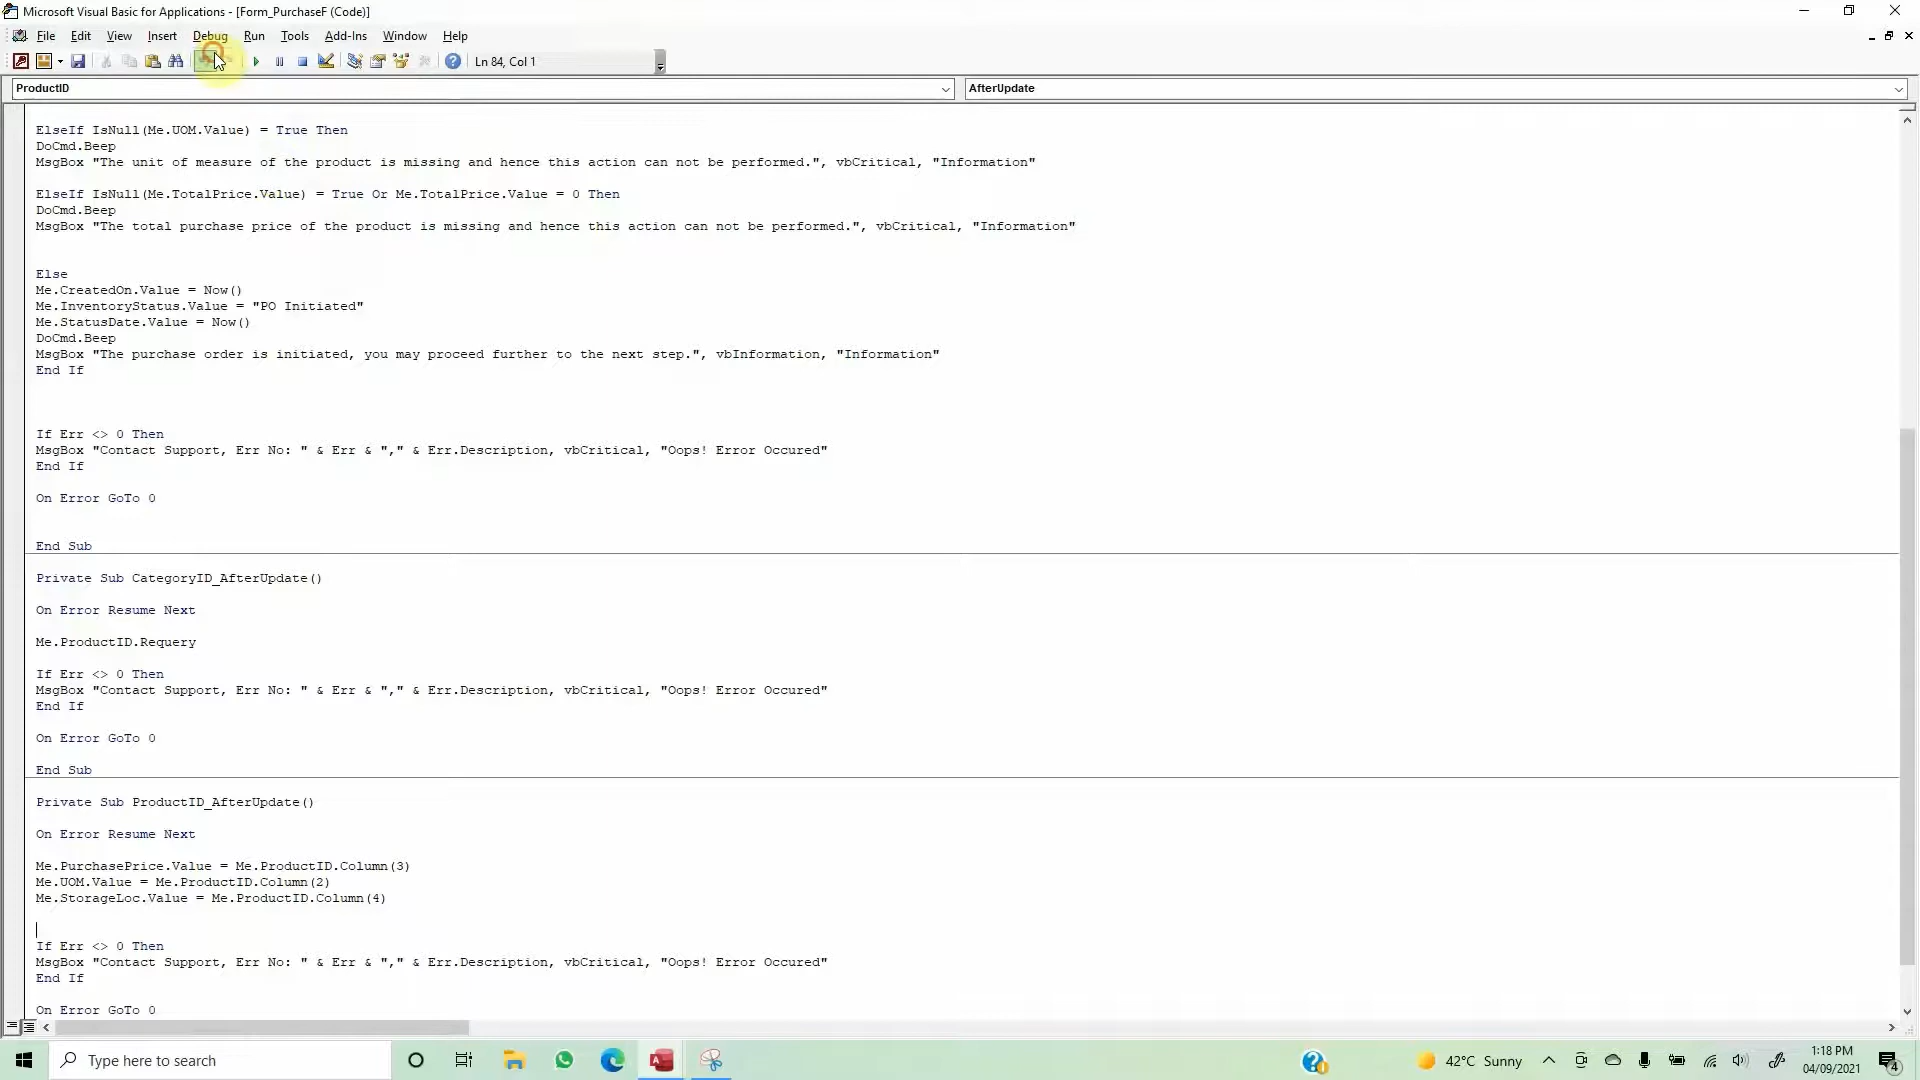 Microsoft Visual Basic for Applications - [Form_PurchaseF (Code)]
File Edit View Insert Debug Run Tools Add-Ins Window Help
Ln 84, Col 1
ProductID AfterUpdate
ElseIf IsNull(Me.UOM.Value) = True Then
DoCmd.Beep
MsgBox "The unit of measure of the product is missing and hence this action can not be performed.", vbCritical, "Information"
ElseIf IsNull(Me.TotalPrice.Value) = True Or Me.TotalPrice.Value = 0 Then
DoCmd.Beep
MsgBox "The total purchase price of the product is missing and hence this action can not be performed.", vbCritical, "Information"
Else
Me.CreatedOn.Value = Now()
Me.InventoryStatus.Value = "PO Initiated"
Me.StatusDate.Value = Now()
DoCmd.Beep
MsgBox "The purchase order is initiated, you may proceed further to the next step.", vbInformation, "Information"
End If
If Err <> 0 Then
MsgBox "Contact Support, Err No: " & Err & "," & Err.Description, vbCritical, "Oops! Error Occured"
End If
On Error GoTo 0
End Sub
Private Sub CategoryID_AfterUpdate()
On Error Resume Next
Me.ProductID.Requery
If Err <> 0 Then
MsgBox "Contact Support, Err No: " & Err & "," & Err.Description, vbCritical, "Oops! Error Occured"
End If
On Error GoTo 0
End Sub
Private Sub ProductID_AfterUpdate()
On Error Resume Next
Me.PurchasePrice.Value = Me.ProductID.Column(3)
Me.UOM.Value = Me.ProductID.Column(2)
Me.StorageLoc.Value = Me.ProductID.Column(4)
If Err <> 0 Then
MsgBox "Contact Support, Err No: " & Err & "," & Err.Description, vbCritical, "Oops! Error Occured"
End If
On Error GoTo 0
Type here to search
42°C Sunny
1:18 PM
04/09/2021
4